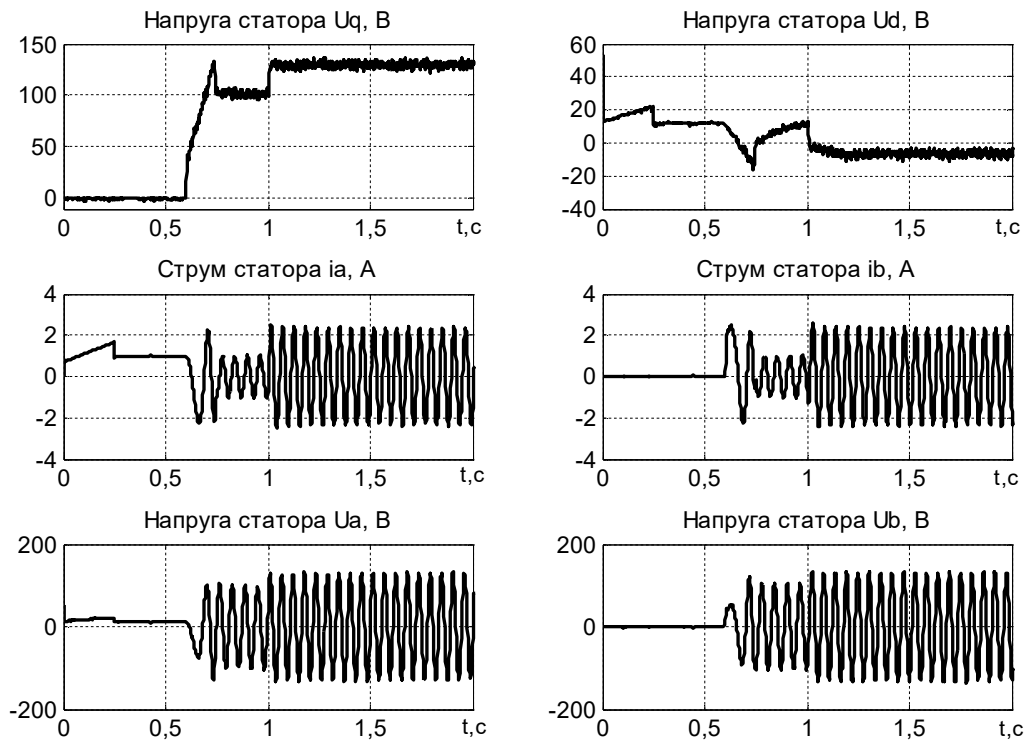 Напруга статора Uq, В
150
100
50
0
0 0,5 1 1,5 t,с
Напруга статора Ud, В
60
40
20
0
-20
-40
0 0,5 1 1,5 t,с
Струм статора ia, А
4
2
0
-2
-4
0 0,5 1 1,5 t,с
Струм статора ib, А
4
2
0
-2
-4
0 0,5 1 1,5 t,с
Напруга статора Ua, В
200
0
-200
0 0,5 1 1,5 t,с
Напруга статора Ub, В
200
0
-200
0 0,5 1 1,5 t,с